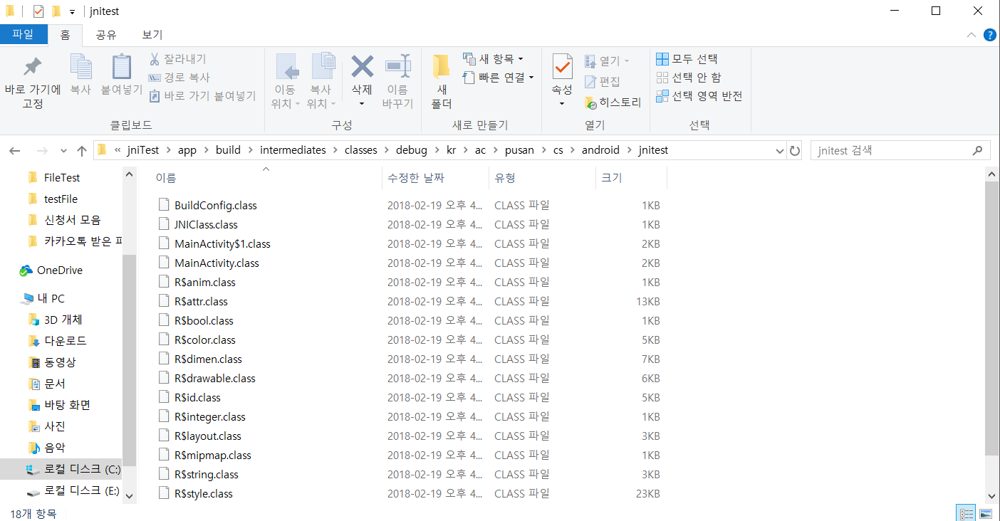 jnitest
파일 홈 공유 보기
바로 가기에 고정
복사
붙여넣기
잘라내기
경로 복사
바로 가기 붙여넣기
클립보드
이동 위치
복사 위치
삭제
이름 바꾸기
구성
새 폴더
새 항목
빠른 연결
새로 만들기
속성
열기
편집
히스토리
열기
모두 선택
선택 안 함
선택 영역 반전
선택
« jniTest > app > build > intermediates > classes > debug > kr > ac > pusan > cs > android > jnitest
jnitest 검색
FileTest
testFile
신청서 모음
카카오톡 받은 파
OneDrive
내 PC
3D 개체
다운로드
동영상
문서
바탕 화면
사진
음악
로컬 디스크 (C:)
로컬 디스크 (E:)
이름 수정한 날짜 유형 크기
BuildConfig.class 2018-02-19 오후 4... CLASS 파일 1KB
JNIClass.class 2018-02-19 오후 4... CLASS 파일 1KB
MainActivity$1.class 2018-02-19 오후 4... CLASS 파일 2KB
MainActivity.class 2018-02-19 오후 4... CLASS 파일 2KB
R$anim.class 2018-02-19 오후 4... CLASS 파일 1KB
R$attr.class 2018-02-19 오후 4... CLASS 파일 13KB
R$bool.class 2018-02-19 오후 4... CLASS 파일 1KB
R$color.class 2018-02-19 오후 4... CLASS 파일 5KB
R$dimen.class 2018-02-19 오후 4... CLASS 파일 7KB
R$drawable.class 2018-02-19 오후 4... CLASS 파일 6KB
R$id.class 2018-02-19 오후 4... CLASS 파일 5KB
R$integer.class 2018-02-19 오후 4... CLASS 파일 1KB
R$layout.class 2018-02-19 오후 4... CLASS 파일 3KB
R$mipmap.class 2018-02-19 오후 4... CLASS 파일 1KB
R$string.class 2018-02-19 오후 4... CLASS 파일 3KB
R$style.class 2018-02-19 오후 4... CLASS 파일 23KB
18개 항목